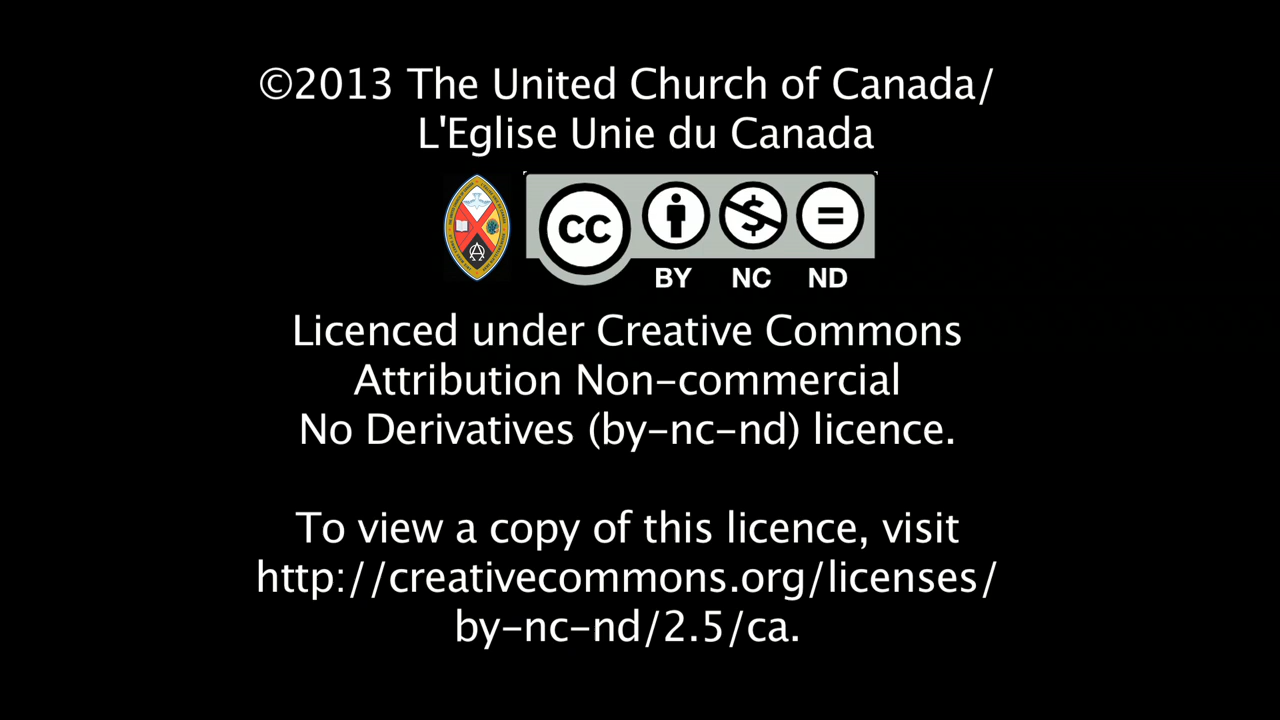 ©2013 The United Church of Canada/
L'Eglise Unie du Canada
cc
BY NC ND
Licenced under Creative Commons
Attribution Non-commercial
No Derivatives (by-nc-nd) licence.
To view a copy of this licence, visit
http://creativecommons.org/licenses/
by-nc-nd/2.5/ca.